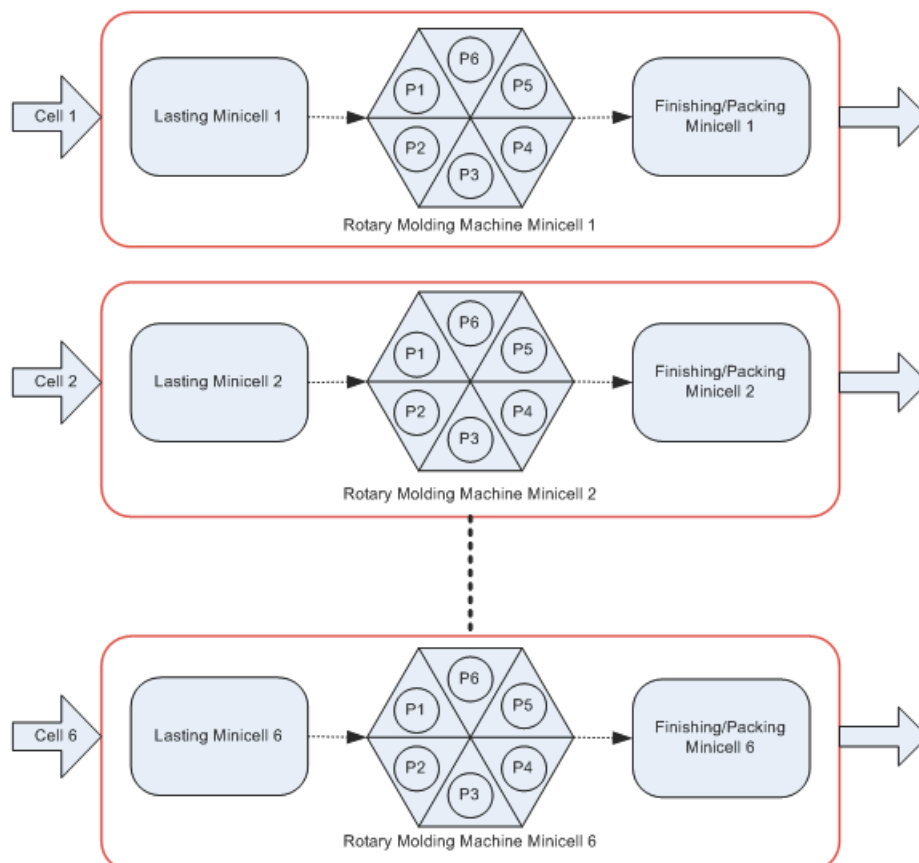 Cell 1
Lasting Minicell 1
P1
P6
P5
P2
P3
P4
Finishing/Packing
Minicell 1
Rotary Molding Machine Minicell 1
Cell 2
Lasting Minicell 2
P1
P6
P5
P2
P3
P4
Finishing/Packing
Minicell 2
Rotary Molding Machine Minicell 2
Cell 6
Lasting Minicell 6
P1
P6
P5
P2
P3
P4
Finishing/Packing
Minicell 6
Rotary Molding Machine Minicell 6